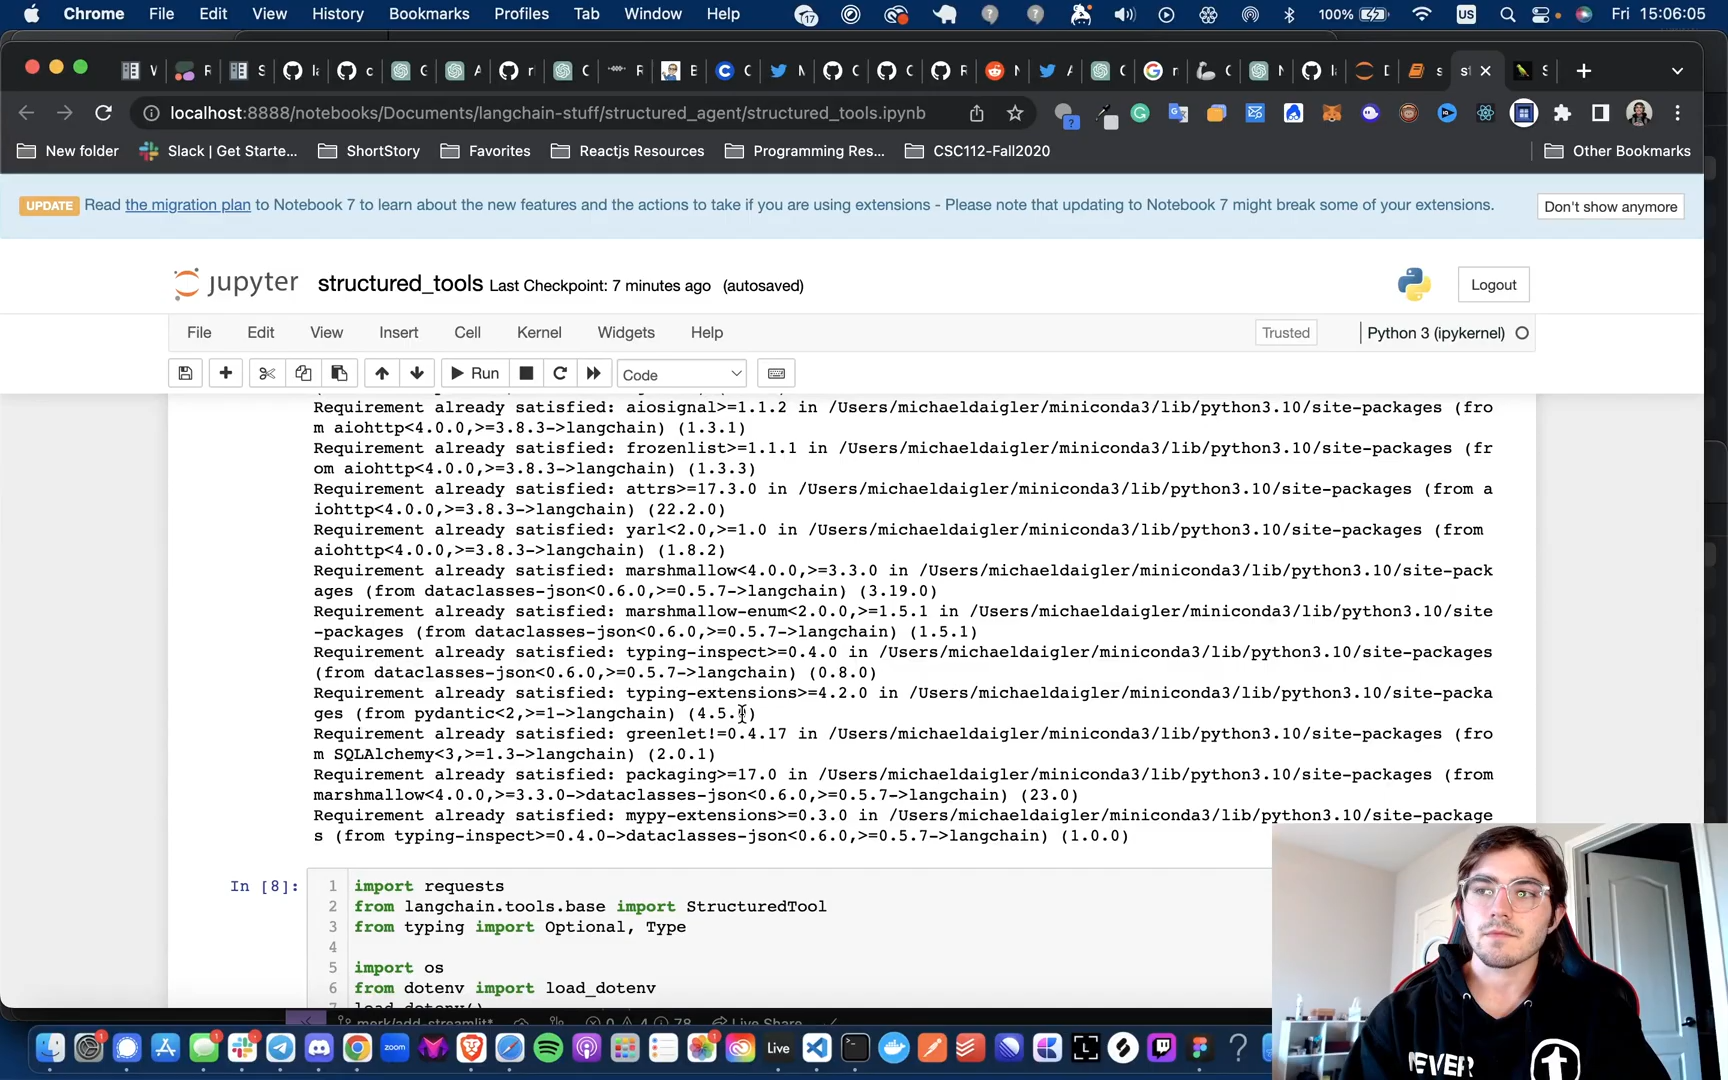 Chrome File Edit View History Bookmarks Profiles Tab Window Help 17 100% US Fri 15:06:05
localhost:8888/notebooks/Documents/langchain-stuff/structured_agent/structured_tools.ipynb
New folder Slack | Get Starte... ShortStory Favorites Reactjs Resources Programming Res... CSC112-Fall2020 Other Bookmarks
UPDATE Read the migration plan to Notebook 7 to learn about the new features and the actions to take if you are using extensions - Please note that updating to Notebook 7 might break some of your extensions. Don't show anymore
jupyter structured_tools Last Checkpoint: 7 minutes ago (autosaved) Logout
File Edit View Insert Cell Kernel Widgets Help Trusted Python 3 (ipykernel)
Run Code
Requirement already satisfied: aiosignal>=1.1.2 in /Users/michaeldaigler/miniconda3/lib/python3.10/site-packages (fro
m aiohttp<4.0.0,>=3.8.3->langchain) (1.3.1)
Requirement already satisfied: frozenlist>=1.1.1 in /Users/michaeldaigler/miniconda3/lib/python3.10/site-packages (fr
om aiohttp<4.0.0,>=3.8.3->langchain) (1.3.3)
Requirement already satisfied: attrs>=17.3.0 in /Users/michaeldaigler/miniconda3/lib/python3.10/site-packages (from a
iohttp<4.0.0,>=3.8.3->langchain) (22.2.0)
Requirement already satisfied: yarl<2.0,>=1.0 in /Users/michaeldaigler/miniconda3/lib/python3.10/site-packages (from
aiohttp<4.0.0,>=3.8.3->langchain) (1.8.2)
Requirement already satisfied: marshmallow<4.0.0,>=3.3.0 in /Users/michaeldaigler/miniconda3/lib/python3.10/site-pack
ages (from dataclasses-json<0.6.0,>=0.5.7->langchain) (3.19.0)
Requirement already satisfied: marshmallow-enum<2.0.0,>=1.5.1 in /Users/michaeldaigler/miniconda3/lib/python3.10/site
-packages (from dataclasses-json<0.6.0,>=0.5.7->langchain) (1.5.1)
Requirement already satisfied: typing-inspect>=0.4.0 in /Users/michaeldaigler/miniconda3/lib/python3.10/site-packages
(from dataclasses-json<0.6.0,>=0.5.7->langchain) (0.8.0)
Requirement already satisfied: typing-extensions>=4.2.0 in /Users/michaeldaigler/miniconda3/lib/python3.10/site-packa
ges (from pydantic<2,>=1->langchain)
Requirement already satisfied: greenlet!=0.4.17 in /Users/michaeldaigler/miniconda3/lib/python3.10/site-packages (fro
m SQLAlchemy<3,>=1.3->langchain) (2.0.1)
Requirement already satisfied: packaging>=17.0 in /Users/michaeldaigler/miniconda3/lib/python3.10/site-packages (from
marshmallow<4.0.0,>=3.3.0->dataclasses-json<0.6.0,>=0.5.7->langchain) (23.0)
Requirement already satisfied: mypy-extensions>=0.3.0 in /Users/michaeldaigler/miniconda3/lib/python3.10/site-package
s (from typing-inspect>=0.4.0->dataclasses-json<0.6.0,>=0.5.7->langchain) (1.0.0)
In [8]: 1 import requests
2 from langchain.tools.base import StructuredTool
3 from typing import Optional, Type
4
5 import os
6 from dotenv import load_dotenv
merk/add-streamlit* 0 4 78 Live Share
zoom Live